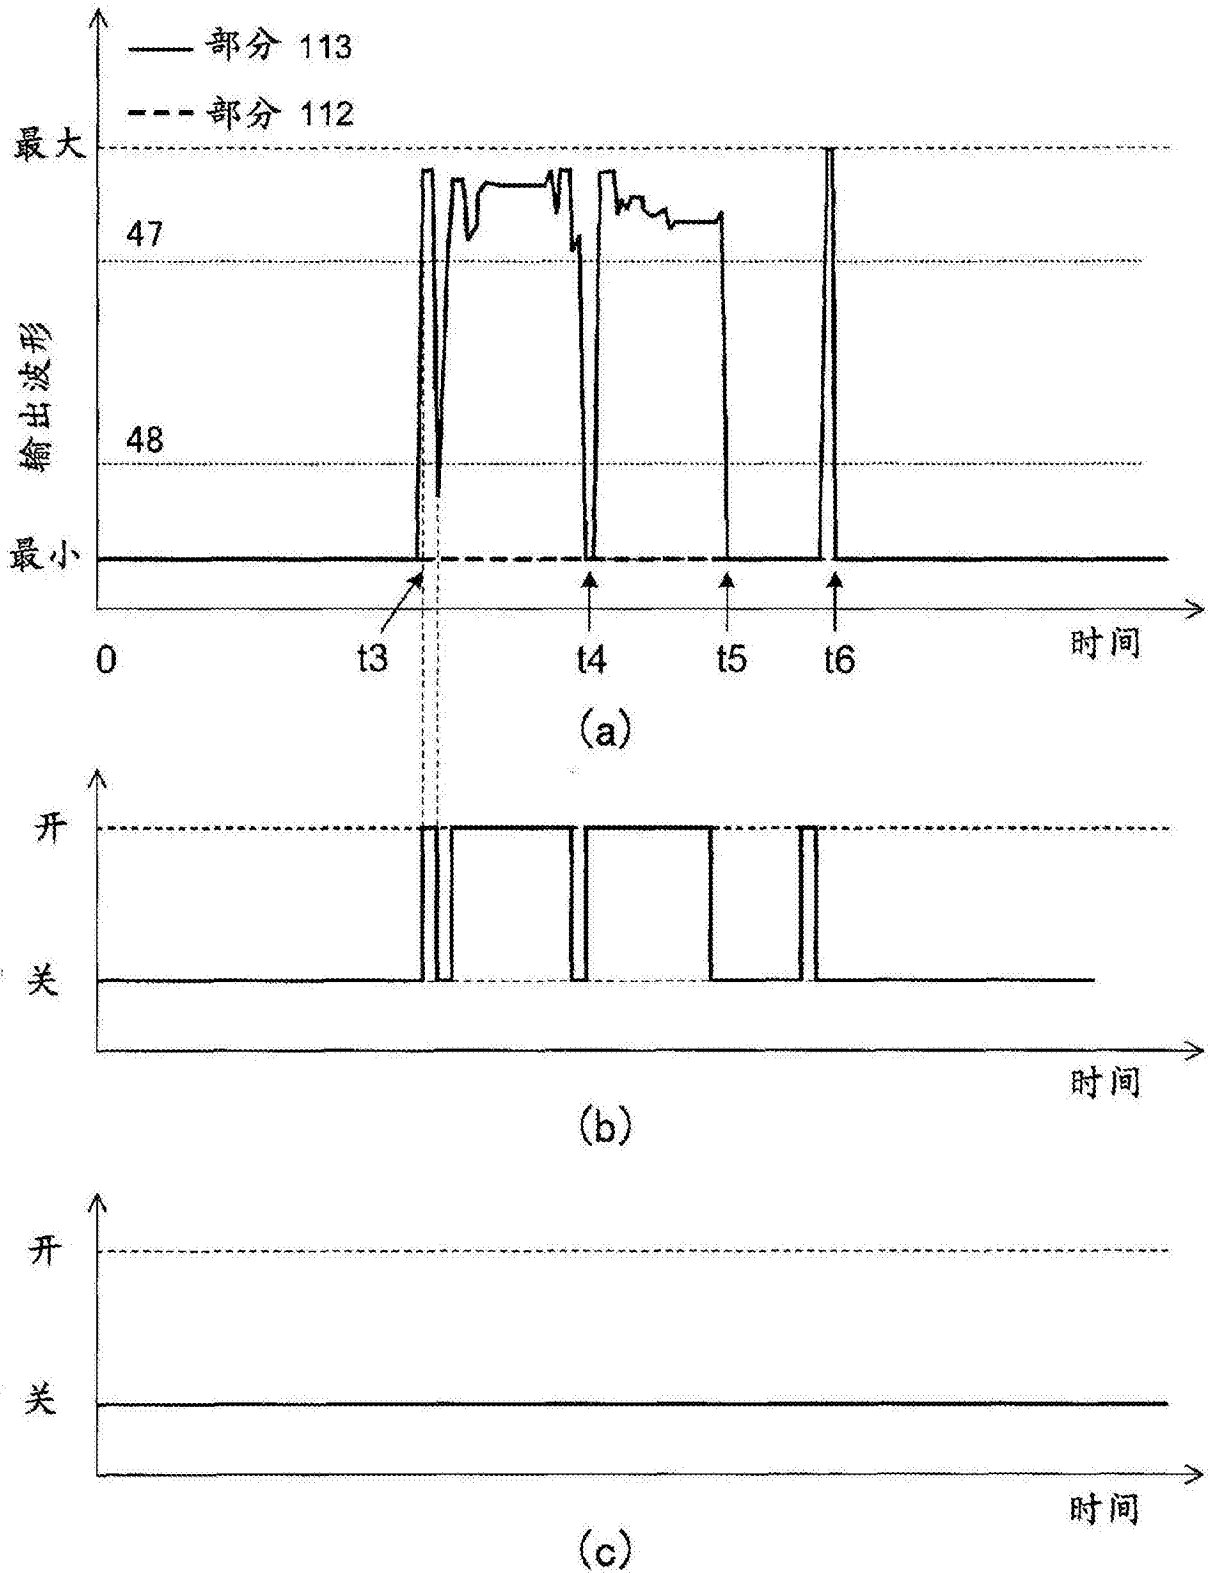 部分 113
部分 112
最大
47
输出波形
48
最小
0
t3
t4
t5
t6
时间
(a)
开
关
时间
(b)
开
关
时间
(c)